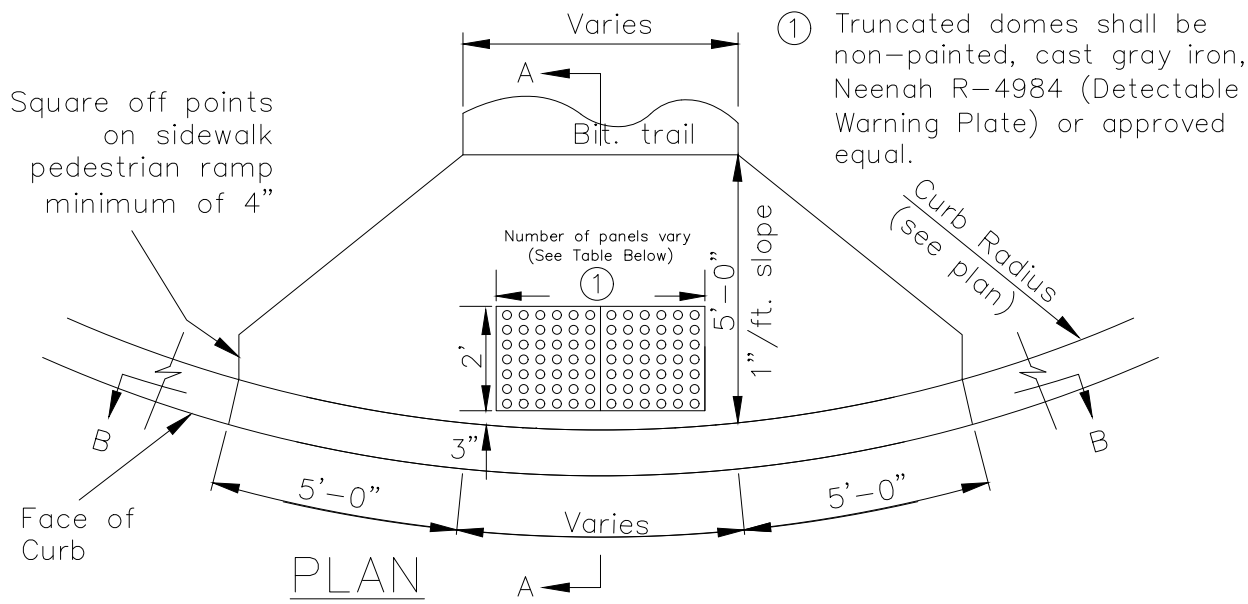 Varies
① Truncated domes shall be
non-painted, cast gray iron,
Neenah R-4984 (Detectable
Warning Plate) or approved
equal.
A
Square off points
on sidewalk
pedestrian ramp
minimum of 4"
Bit. trail
Curb Radius
(see plan)
Number of panels vary
(See Table Below)
①
5'-0"
1"/ft. slope
2'
B
3"
B
5'-0"
Varies
5'-0"
Face of
Curb
PLAN
A